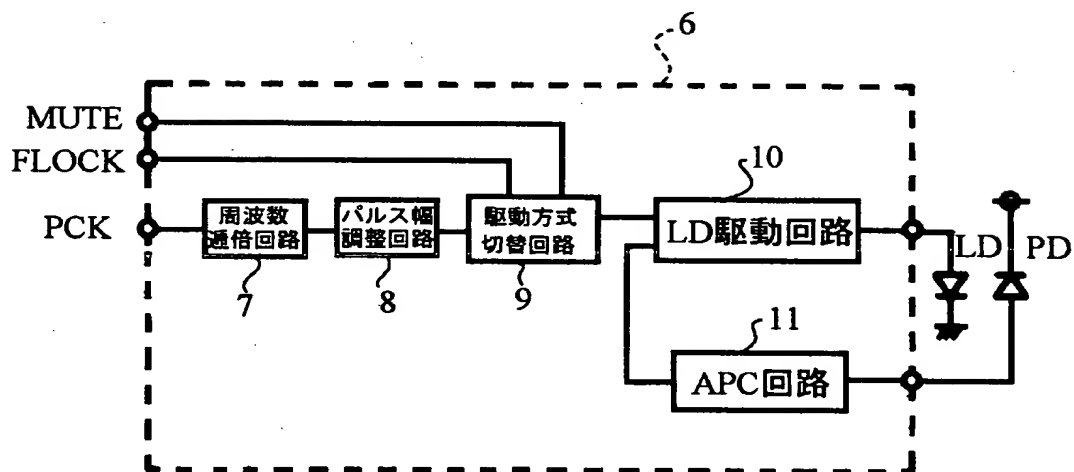 6
MUTE
FLOCK
PCK
周波数
逓倍回路
7
パルス幅
調整回路
8
駆動方式
切替回路
9
10
LD駆動回路
LD
PD
11
APC回路